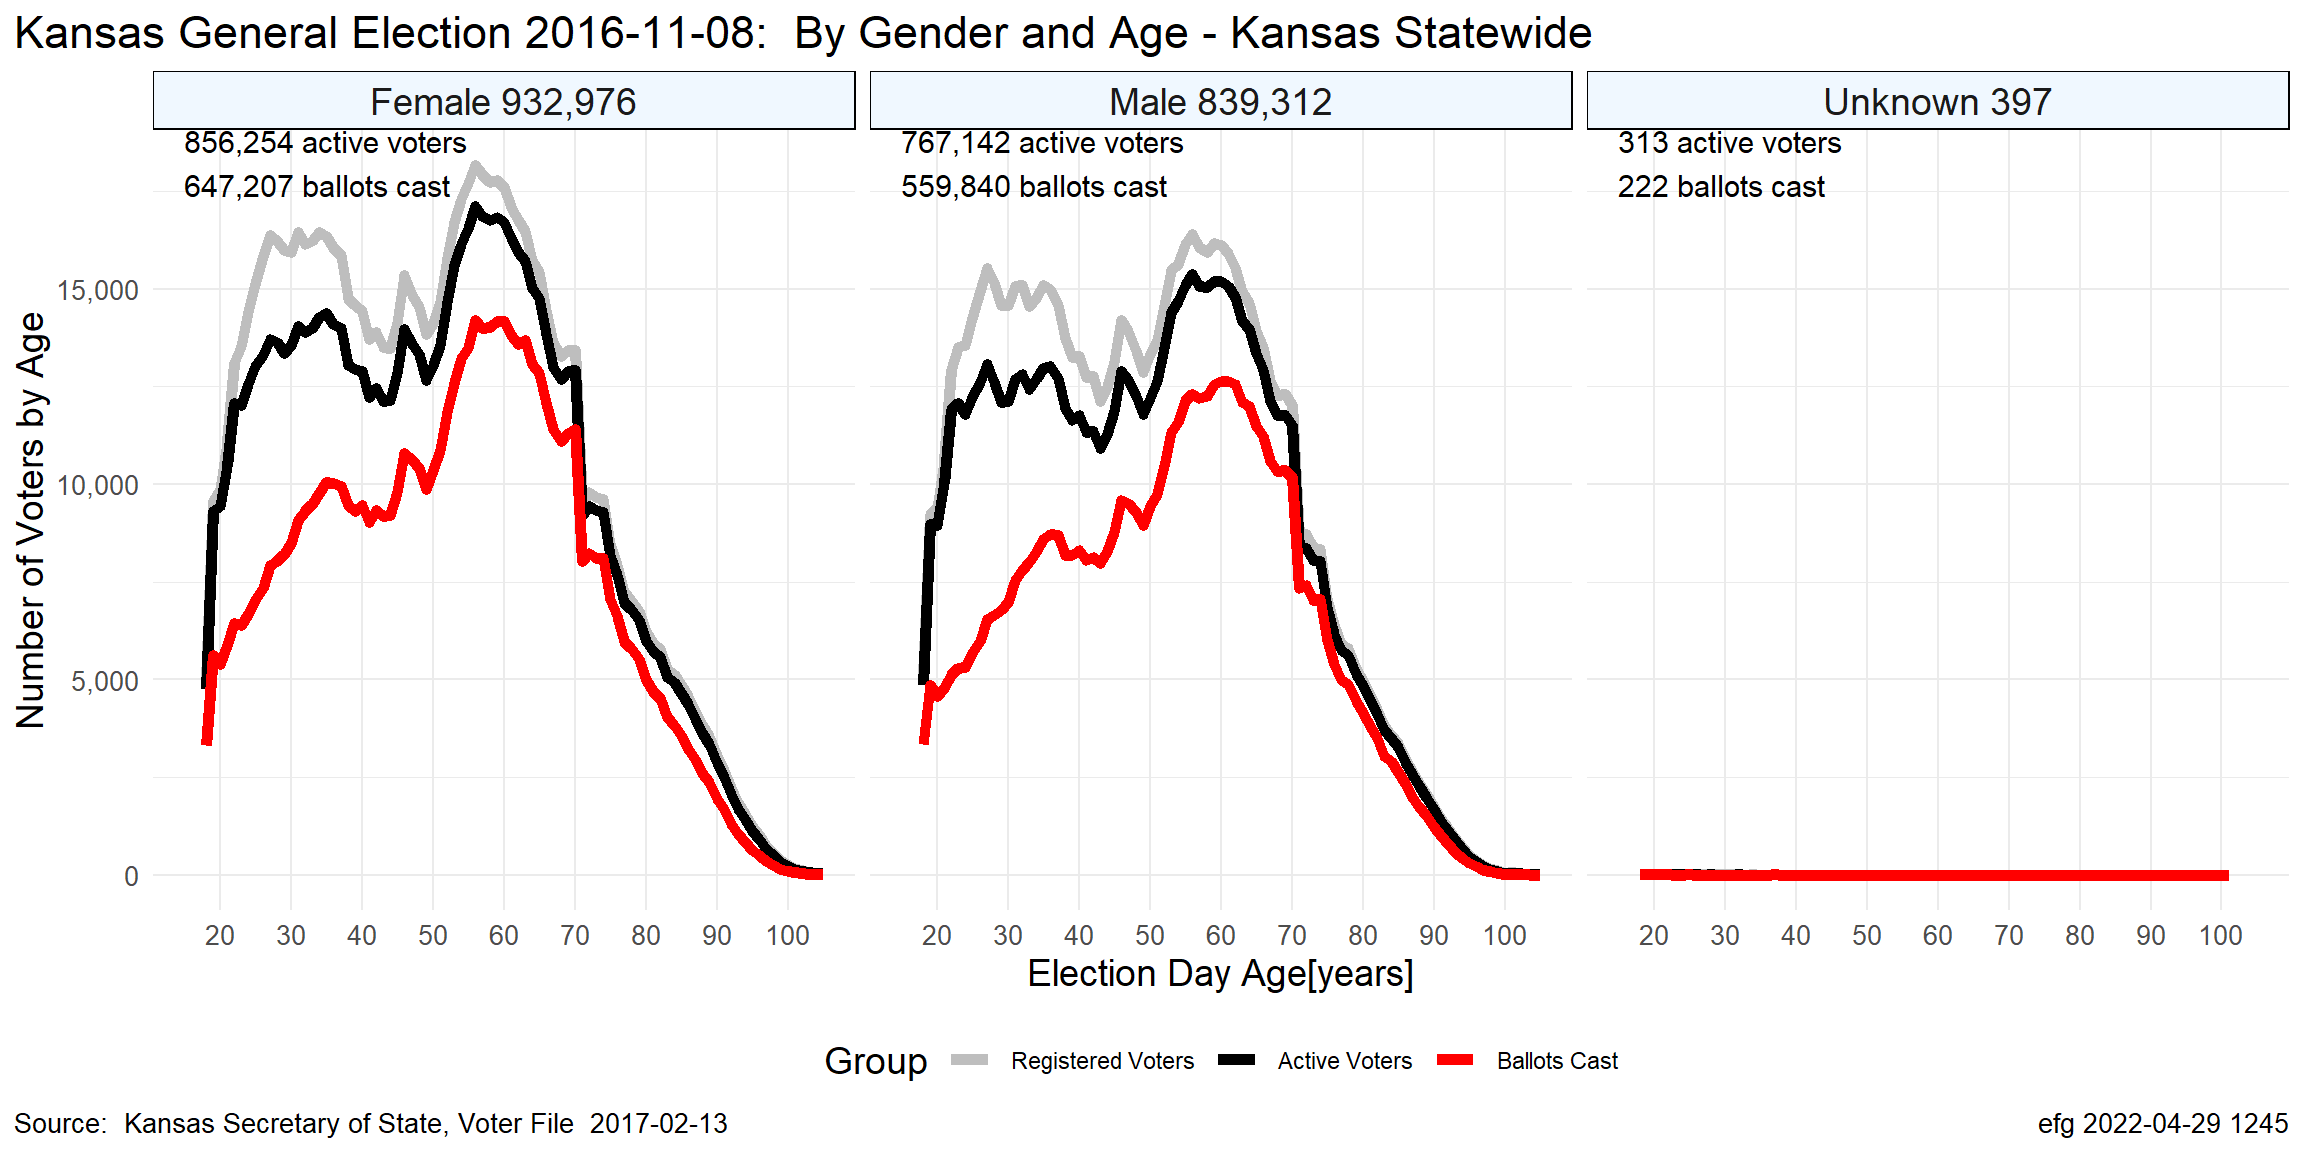 Kansas General Election 2016-11-08:  By Gender and Age - Kansas Statewide
Female 932,976
Male 839,312
Unknown 397
856,254 active voters
647,207 ballots cast
767,142 active voters
559,840 ballots cast
313 active voters
222 ballots cast
Number of Voters by Age
15,000
10,000
5,000
0
20 30 40 50 60 70 80 90 100
20 30 40 50 60 70 80 90 100
20 30 40 50 60 70 80 90 100
Election Day Age[years]
Group Registered Voters Active Voters Ballots Cast
Source:  Kansas Secretary of State, Voter File  2017-02-13
efg 2022-04-29 1245